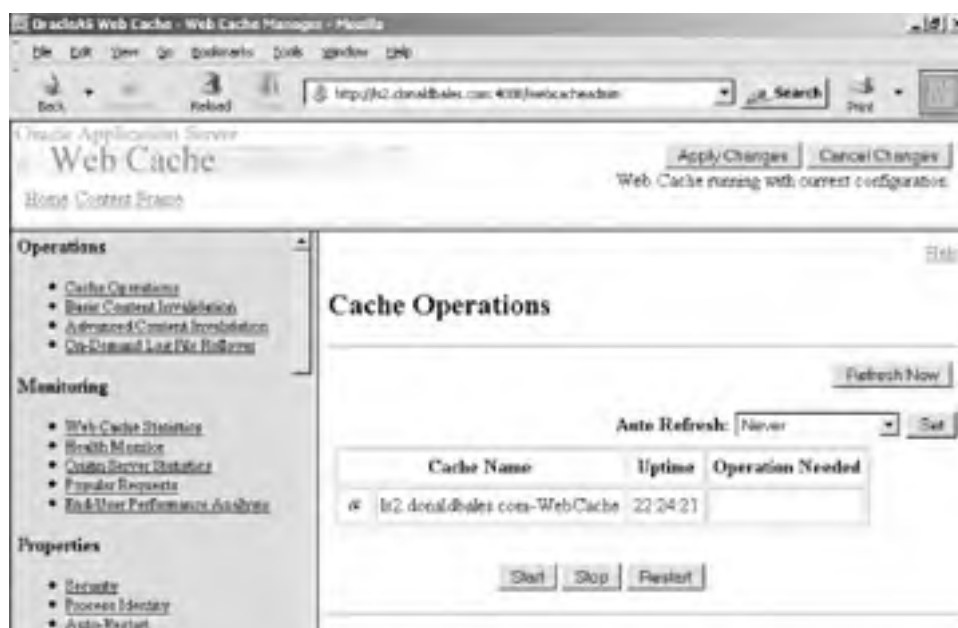 OracleAS Web Cache - Web Cache Manager - Mozilla
File Edit View Go Bookmarks Tools Window Help
Back Reload Search Print
Oracle Application Server
Web Cache
Apply Changes Cancel Changes
Web Cache running with current configuration.
Home Content Frame
Operations
Cache Operations
Basic Content Invalidation
Advanced Content Invalidation
On-Demand Log File Rollover
Monitoring
Web Cache Statistics
Health Monitor
Origin Server Statistics
Popular Requests
End-User Performance Analysis
Properties
Security
Process Identity
Auto-Restart
Help
Cache Operations
Refresh Now
Auto Refresh: Never Set
Cache Name Uptime Operation Needed
22:24:21
Start Stop Restart